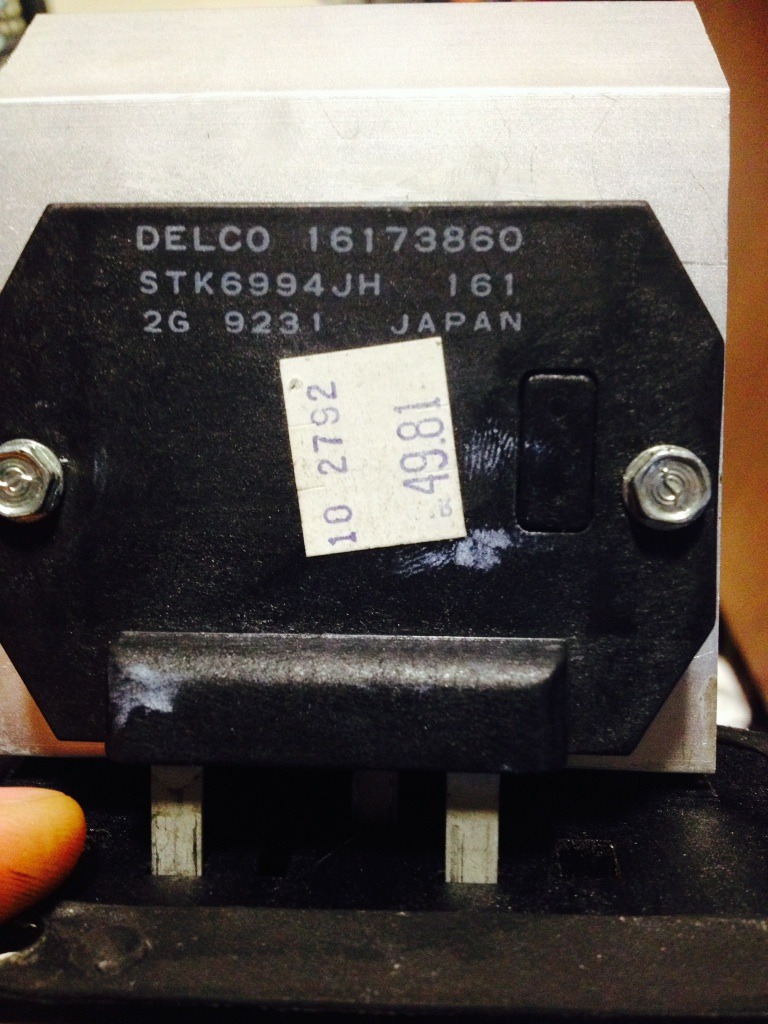 DELCO 16173860
STK6994JH 161
2G 9231 JAPAN
10 2792
49.81